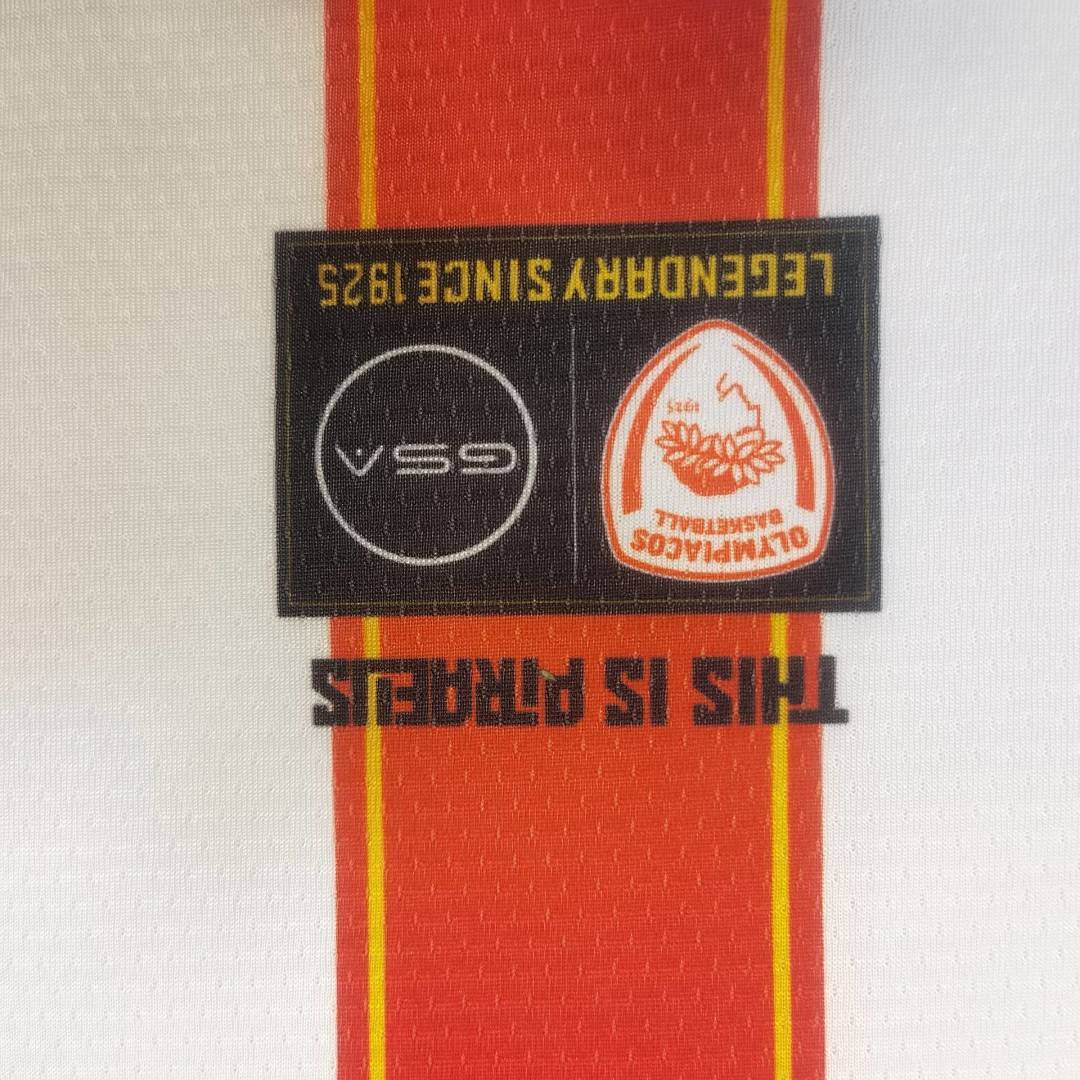 THIS IS PIRAEUS
OLYMPIACOS
BASKETBALL
1925
GSA
LEGENDARY SINCE 1925